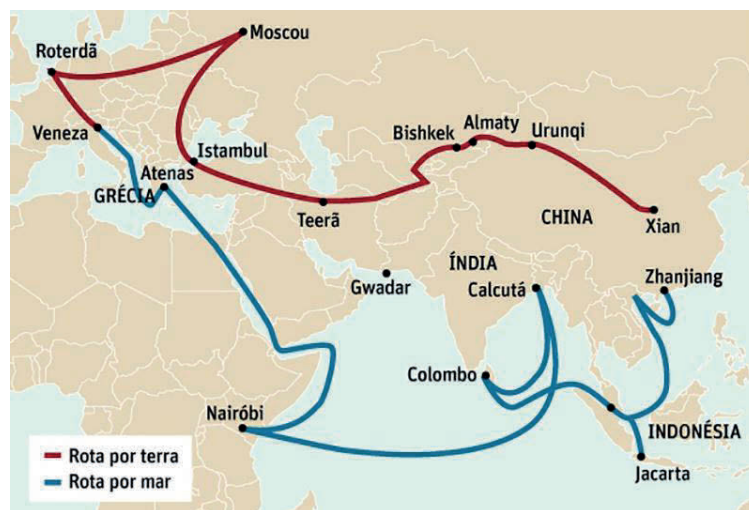 Moscou
Roterdã
Veneza
Istambul
Atenas
GRÉCIA
Teerã
Bishkek
Almaty
Urunqi
CHINA
Xian
Gwadar
ÍNDIA
Calcutá
Zhanjiang
Colombo
Nairóbi
INDONÉSIA
Jacarta
Rota por terra
Rota por mar